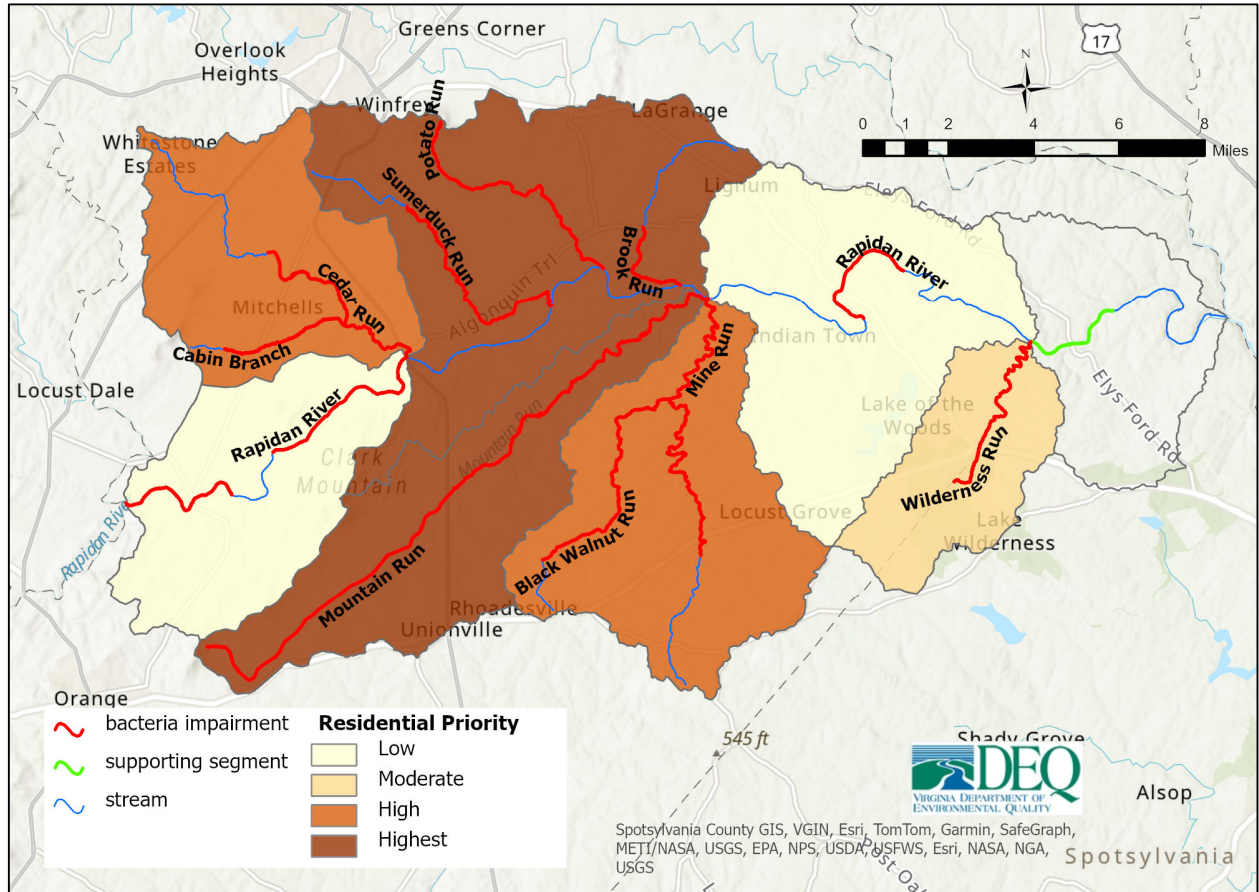 Greens Corner
17
Overlook
Heights
N
Winfrey
Potato Run
LaGrange
0 1 2 4 6 8
Miles
Whitestone
Estates
Sumerduck Run
Lignum
Elys Ford Rd
Brook
Run
Rapidan River
Cedar Run
Mitchells
Algonquin Trl
Indian Town
Cabin Branch
Mine Run
Locust Dale
Elys Ford Rd
Rapidan River
Lake of the
Woods
Mountain Run
Clark
Mountain
Wilderness Run
Rapidan River
Black Walnut Run
Locust Grove
Lake
Wilderness
Mountain Run
Rhoadesville
Unionville
Orange
bacteria impairment
supporting segment
stream
Residential Priority
Low
Moderate
High
Highest
545 ft
Shady Grove
DEQ
VIRGINIA DEPARTMENT OF
ENVIRONMENTAL QUALITY
Alsop
Spotsylvania County GIS, VGIN, Esri, TomTom, Garmin, SafeGraph,
METI/NASA, USGS, EPA, NPS, USDA, USFWS, Esri, NASA, NGA,
USGS
Post Oak
Spotsylvania